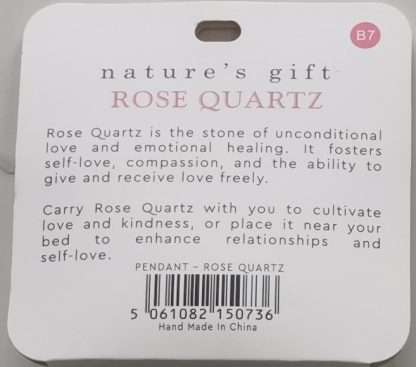 B7
nature's gift
ROSE QUARTZ
Rose Quartz is the stone of unconditional
love and emotional healing. It fosters
self-love, compassion, and the ability to
give and receive love freely.
Carry Rose Quartz with you to cultivate
love and kindness, or place it near your
bed to enhance relationships and
self-love.
PENDANT - ROSE QUARTZ
5 061082 150736
Hand Made In China